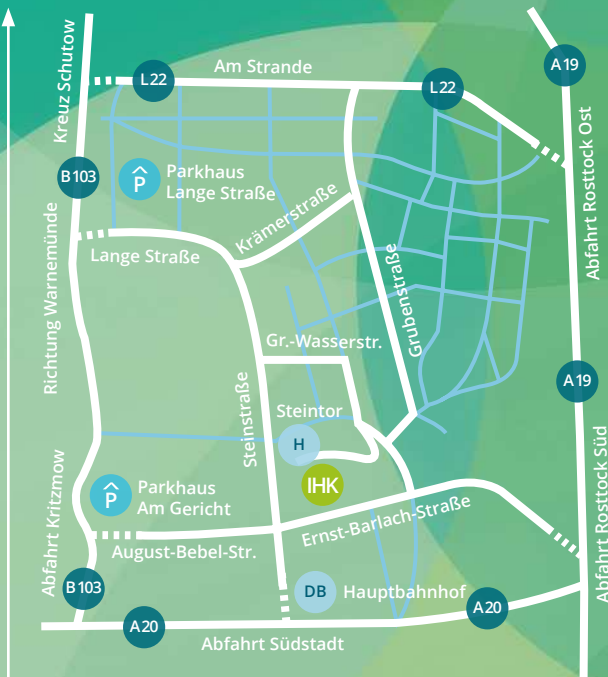 Kreuz Schutow
L22
Am Strande
L22
A19
B103
P
Parkhaus
Lange Straße
Krämerstraße
Abfahrt Rosttock Ost
Richtung Warnemünde
Lange Straße
Grubenstraße
Gr.-Wasserstr.
A19
Steinstraße
Steintor
H
IHK
Abfahrt Kritzmow
P
Parkhaus
Am Gericht
Ernst-Barlach-Straße
August-Bebel-Str.
Abfahrt Rosttock Süd
B103
DB
Hauptbahnhof
A20
A20
Abfahrt Südstadt